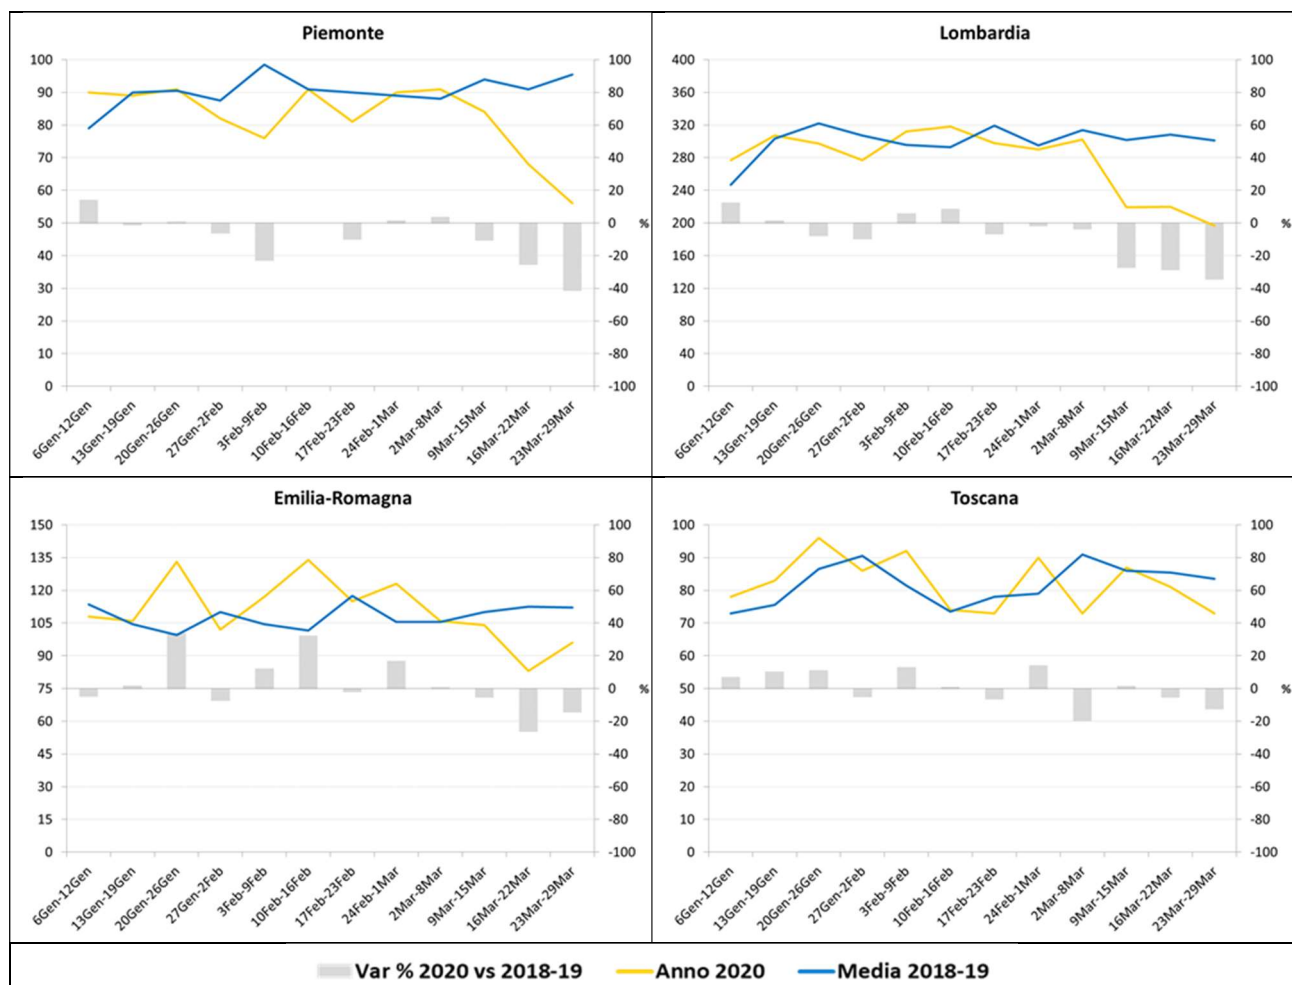 Piemonte
100
90
80
70
60
50
40
30
20
10
0
100
80
60
40
20
0
-20
-40
-60
-80
-100
%
6Gen-12Gen
13Gen-19Gen
20Gen-26Gen
27Gen-2Feb
3Feb-9Feb
10Feb-16Feb
17Feb-23Feb
24Feb-1Mar
2Mar-8Mar
9Mar-15Mar
16Mar-22Mar
23Mar-29Mar
Lombardia
400
360
320
280
240
200
160
120
80
40
0
100
80
60
40
20
0
-20
-40
-60
-80
-100
%
6Gen-12Gen
13Gen-19Gen
20Gen-26Gen
27Gen-2Feb
3Feb-9Feb
10Feb-16Feb
17Feb-23Feb
24Feb-1Mar
2Mar-8Mar
9Mar-15Mar
16Mar-22Mar
23Mar-29Mar
Emilia-Romagna
150
135
120
105
90
75
60
45
30
15
0
100
80
60
40
20
0
-20
-40
-60
-80
-100
%
6Gen-12Gen
13Gen-19Gen
20Gen-26Gen
27Gen-2Feb
3Feb-9Feb
10Feb-16Feb
17Feb-23Feb
24Feb-1Mar
2Mar-8Mar
9Mar-15Mar
16Mar-22Mar
23Mar-29Mar
Toscana
100
90
80
70
60
50
40
30
20
10
0
100
80
60
40
20
0
-20
-40
-60
-80
-100
%
6Gen-12Gen
13Gen-19Gen
20Gen-26Gen
27Gen-2Feb
3Feb-9Feb
10Feb-16Feb
17Feb-23Feb
24Feb-1Mar
2Mar-8Mar
9Mar-15Mar
16Mar-22Mar
23Mar-29Mar
Var % 2020 vs 2018-19 Anno 2020 Media 2018-19